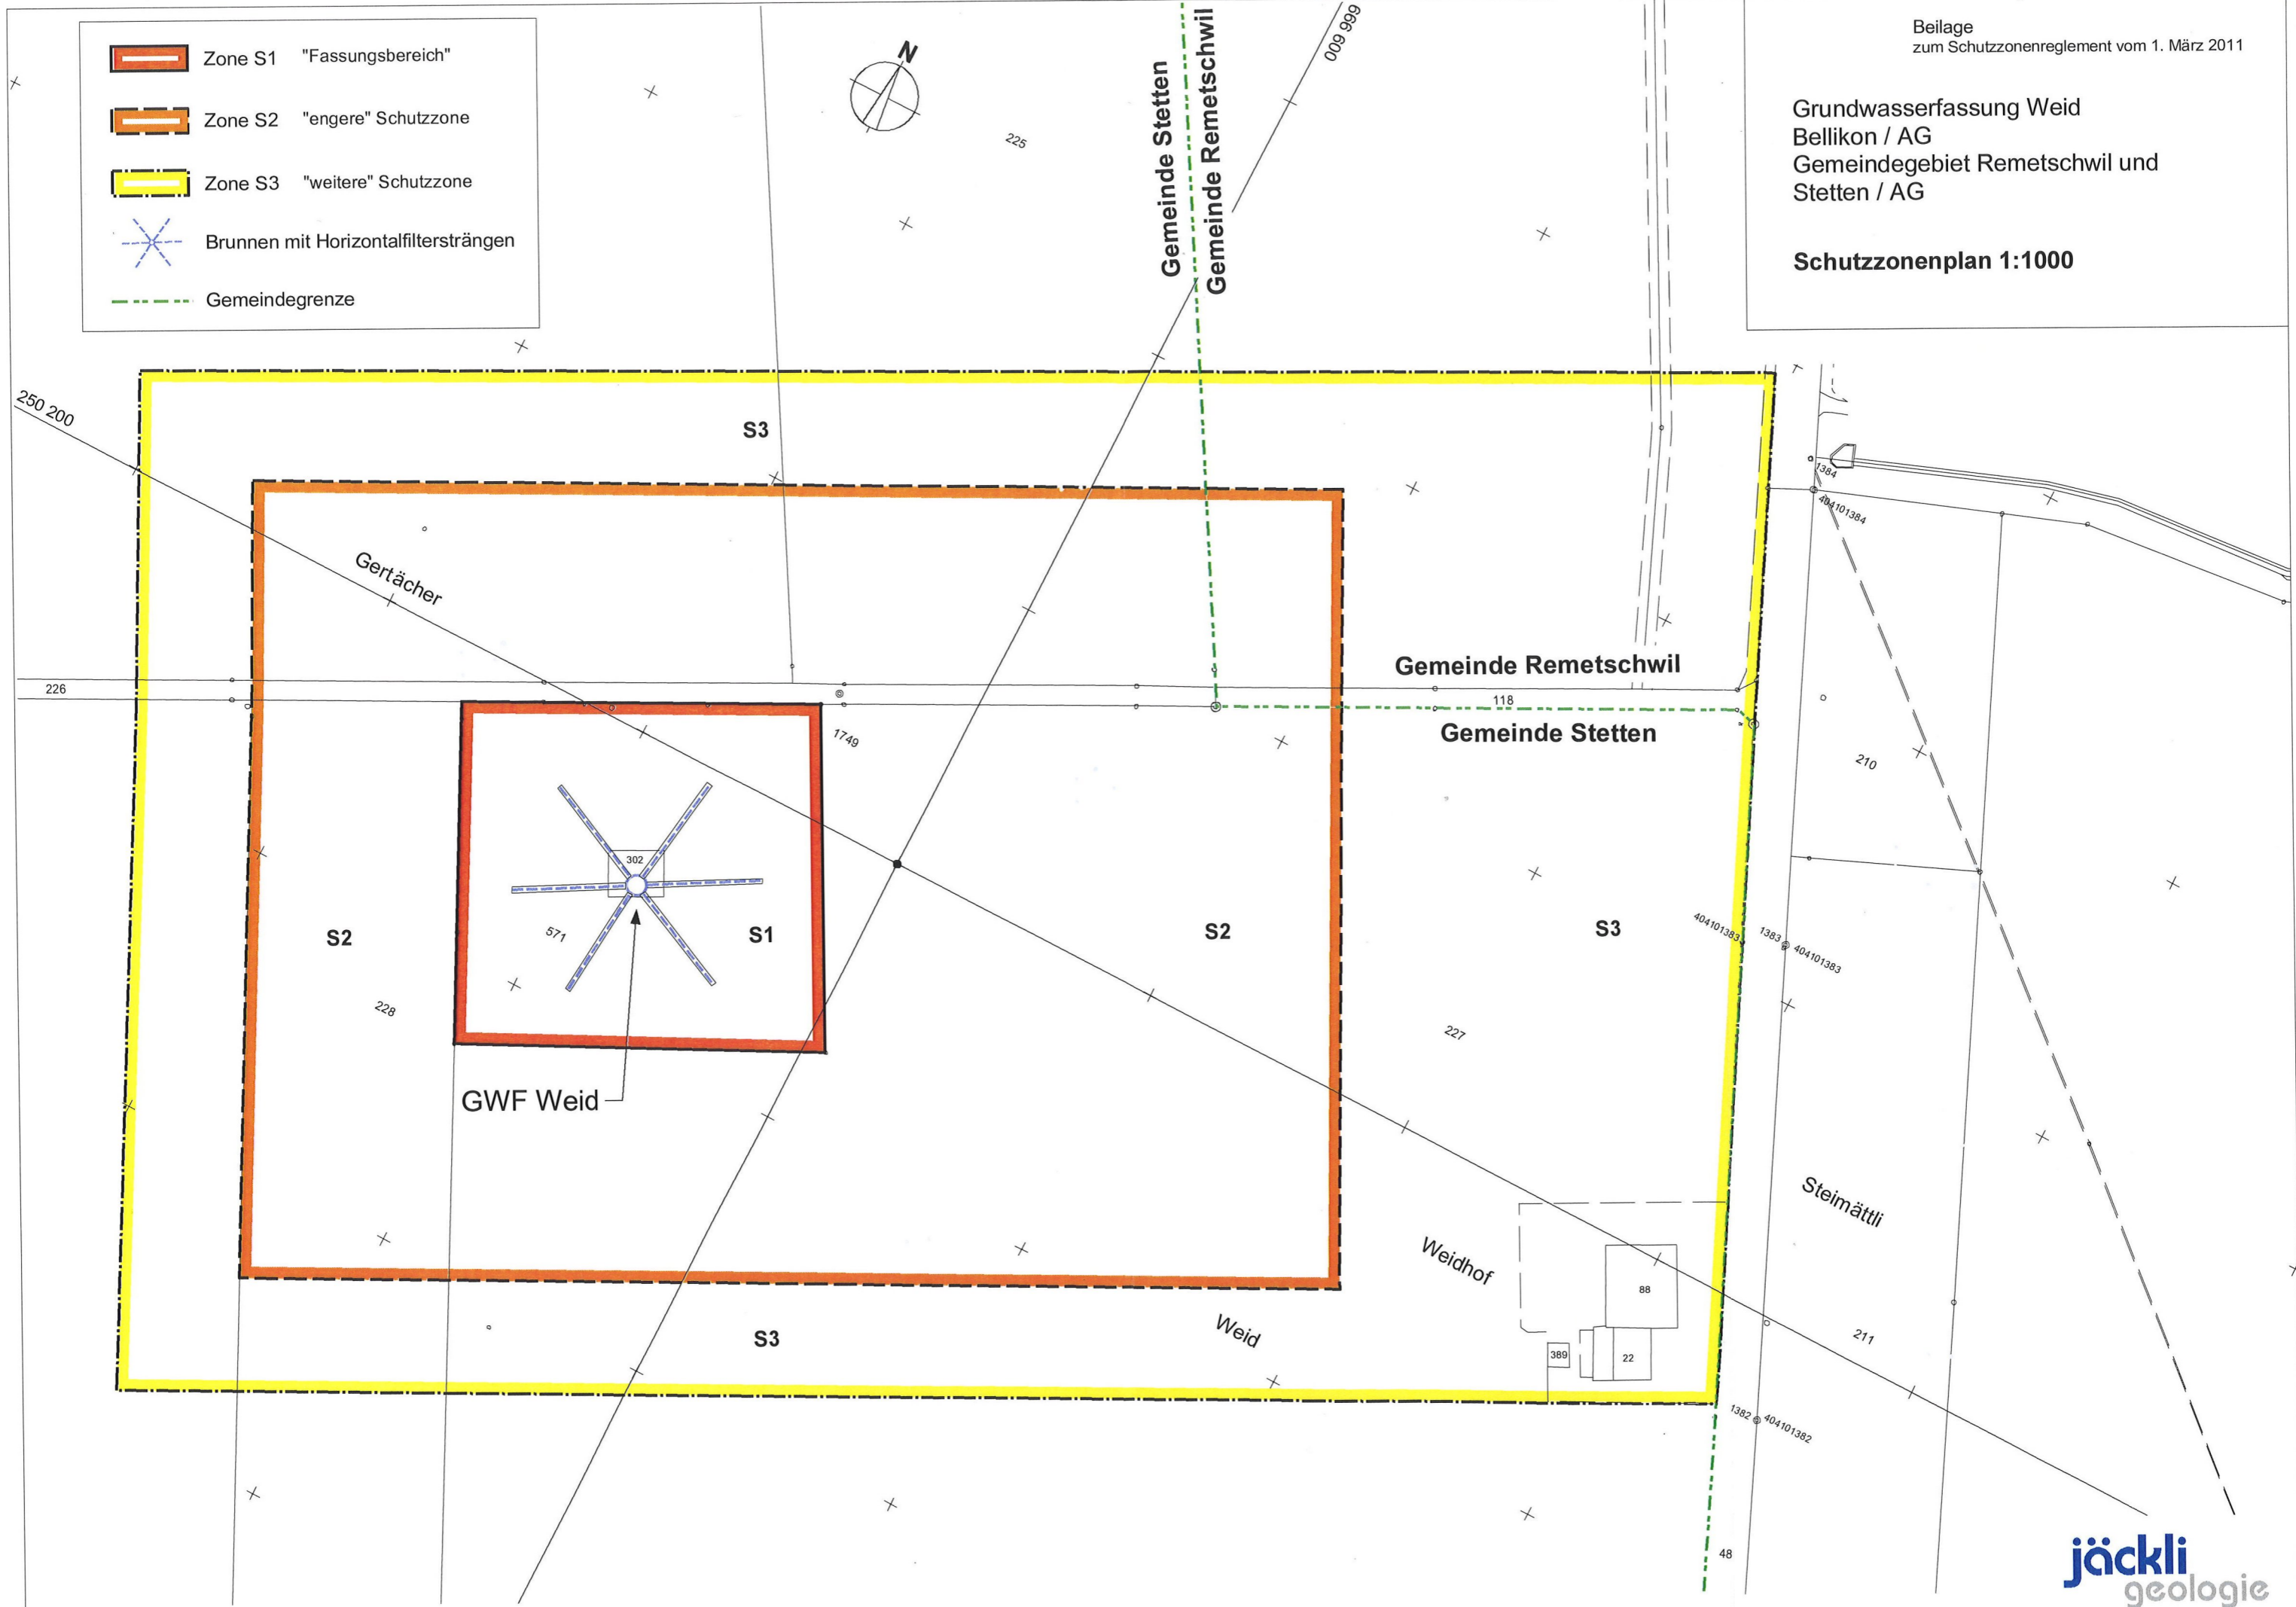 Zone S1 "Fassungsbereich"
Zone S2 "engere" Schutzzone
Zone S3 "weitere" Schutzzone
Brunnen mit Horizontalfiltersträngen
Gemeindegrenze
N
225
Gemeinde Stetten
Gemeinde Remetschwil
666 600
Beilage
zum Schutzzonenreglement vom 1. März 2011
Grundwasserfassung Weid
Bellikon / AG
Gemeindegebiet Remetschwil und
Stetten / AG
Schutzzonenplan 1:1000
250 200
S3
1384
404101384
Gertächer
226
Gemeinde Remetschwil
118
Gemeinde Stetten
1749
210
302
571
S1
S2
S2
S3
404101383
1383
404101383
228
227
GWF Weid
Steimättli
Weidhof
88
Weid
S3
389
22
211
1382
404101382
48
jäckli
geologie